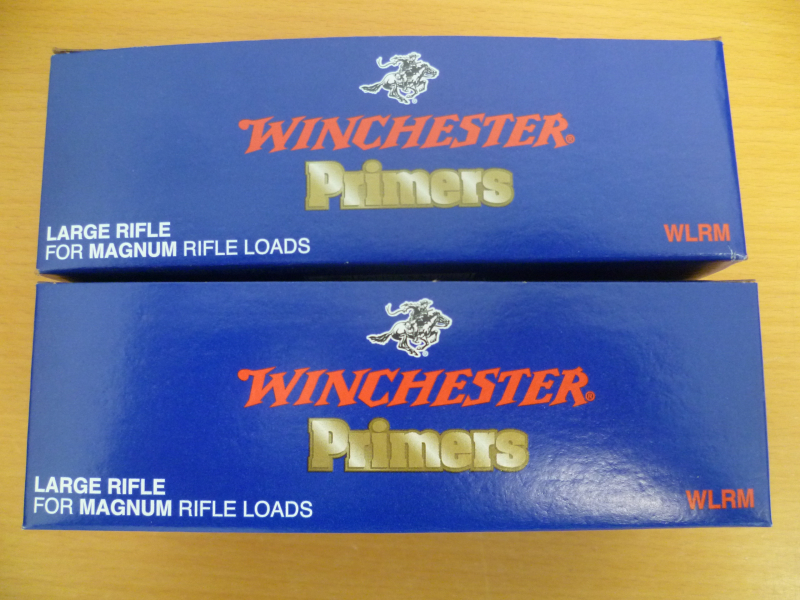 WINCHESTER®
Primers
LARGE RIFLE
FOR MAGNUM RIFLE LOADS
WLRM
WINCHESTER®
Primers
LARGE RIFLE
FOR MAGNUM RIFLE LOADS
WLRM